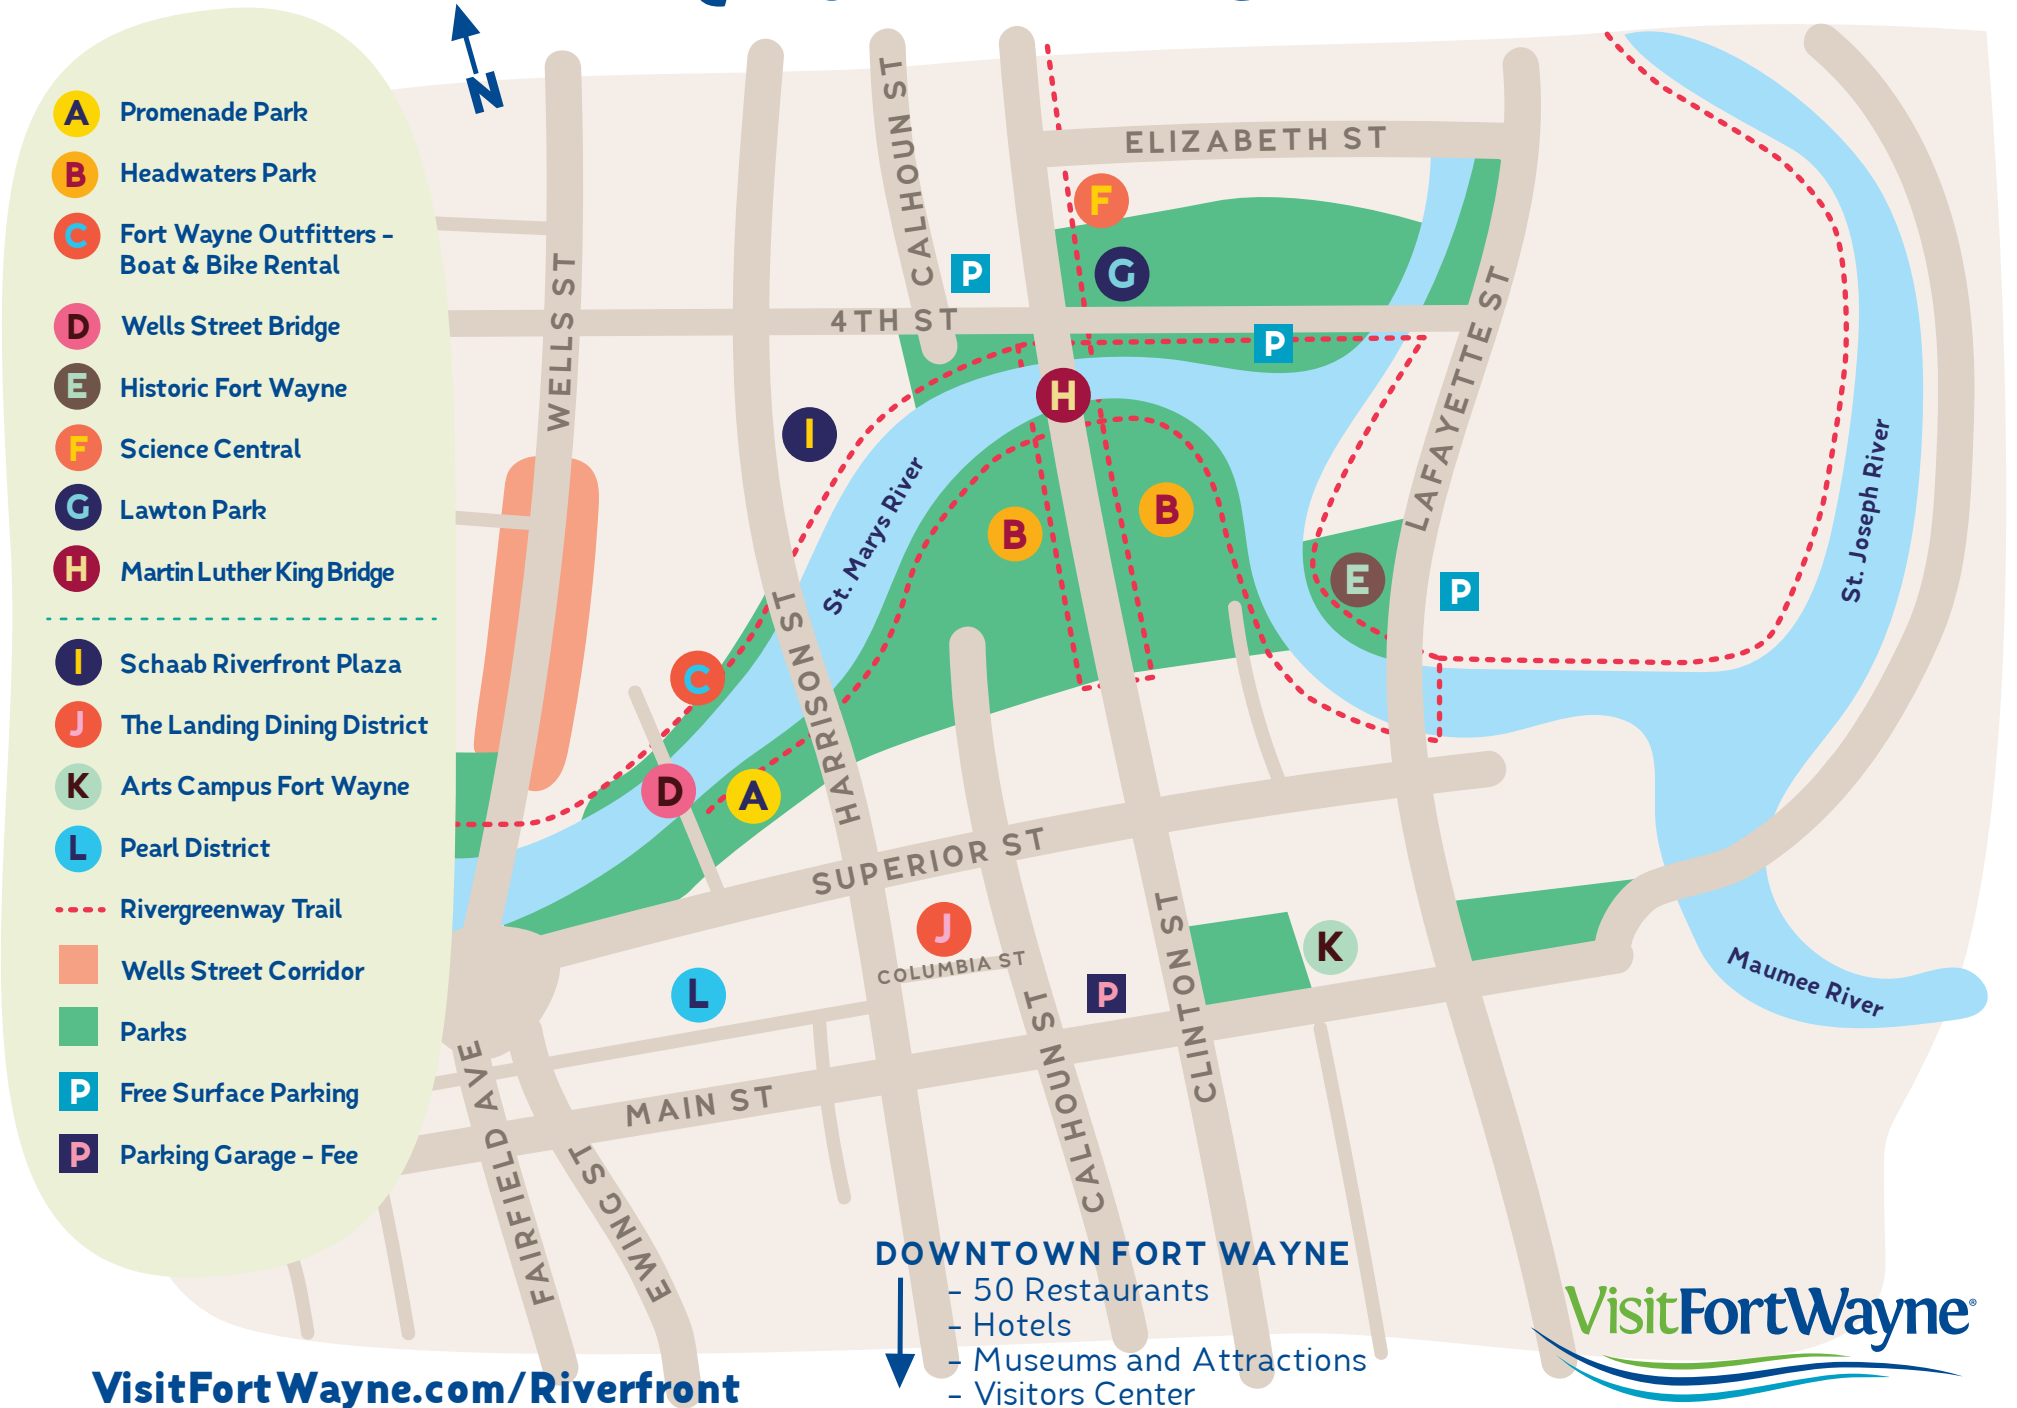 N
A Promenade Park
B Headwaters Park
C Fort Wayne Outfitters -
Boat & Bike Rental
D Wells Street Bridge
E Historic Fort Wayne
F Science Central
G Lawton Park
H Martin Luther King Bridge
I Schaab Riverfront Plaza
J The Landing Dining District
K Arts Campus Fort Wayne
L Pearl District
Rivergreenway Trail
Wells Street Corridor
Parks
P Free Surface Parking
P Parking Garage - Fee
CALHOUN ST
ELIZABETH ST
F
G
P
WELLS ST
4TH ST
P
LAFAYETTE ST
H
I
St. Marys River
B
B
E
P
St. Joseph River
HARRISON ST
C
D
A
SUPERIOR ST
J
COLUMBIA ST
L
P
CLINTON ST
K
Maumee River
CALHOUN ST
MAIN ST
FAIRFIELD AVE
EWING ST
DOWNTOWN FORT WAYNE
- 50 Restaurants
- Hotels
- Museums and Attractions
- Visitors Center
VisitFortWayne.com/Riverfront
VisitFortWayne®